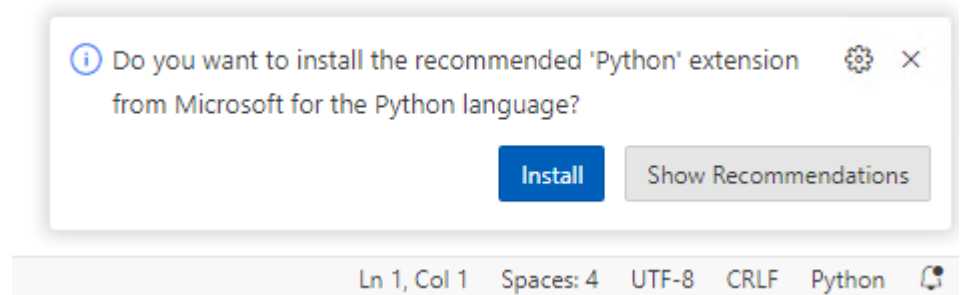 Do you want to install the recommended 'Python' extension
from Microsoft for the Python language?
Install Show Recommendations
Ln 1, Col 1 Spaces: 4 UTF-8 CRLF Python